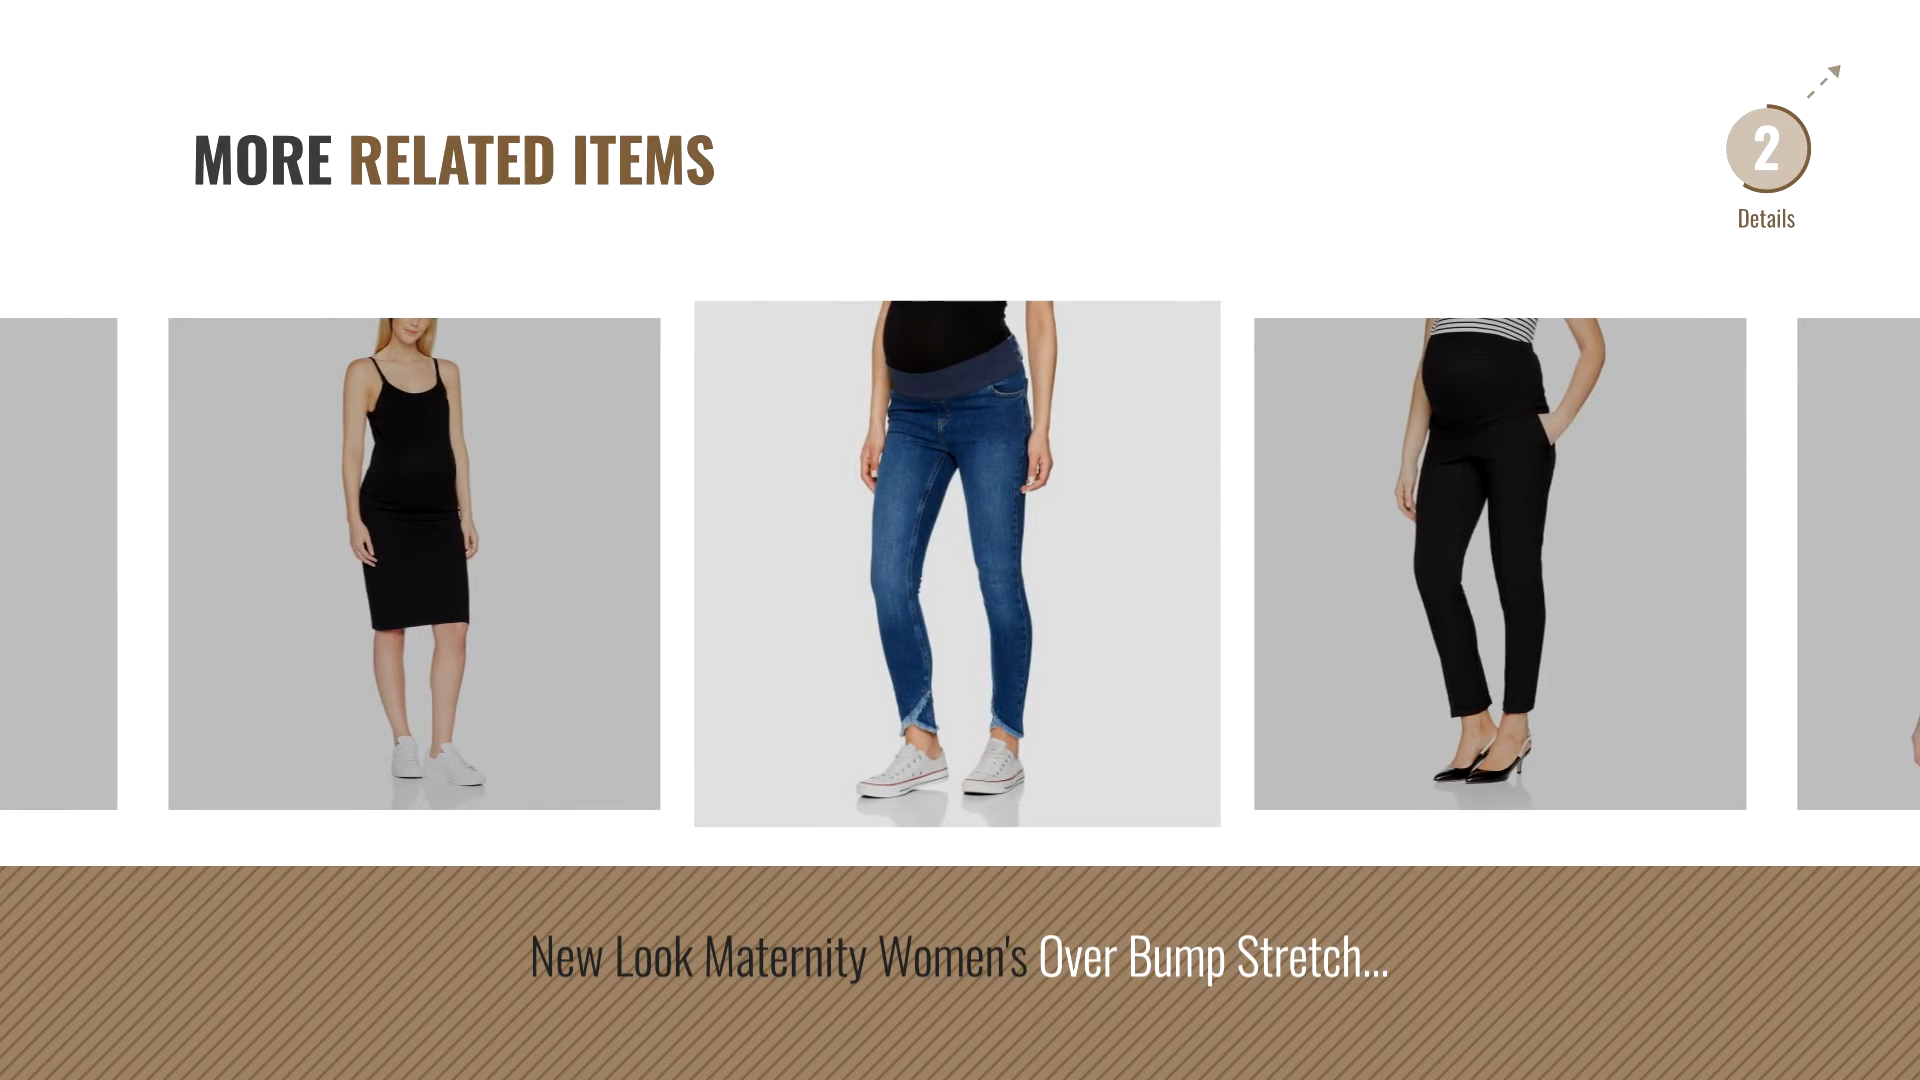 MORE RELATED ITEMS
2
Details
New Look Maternity Women's Over Bump Stretch...